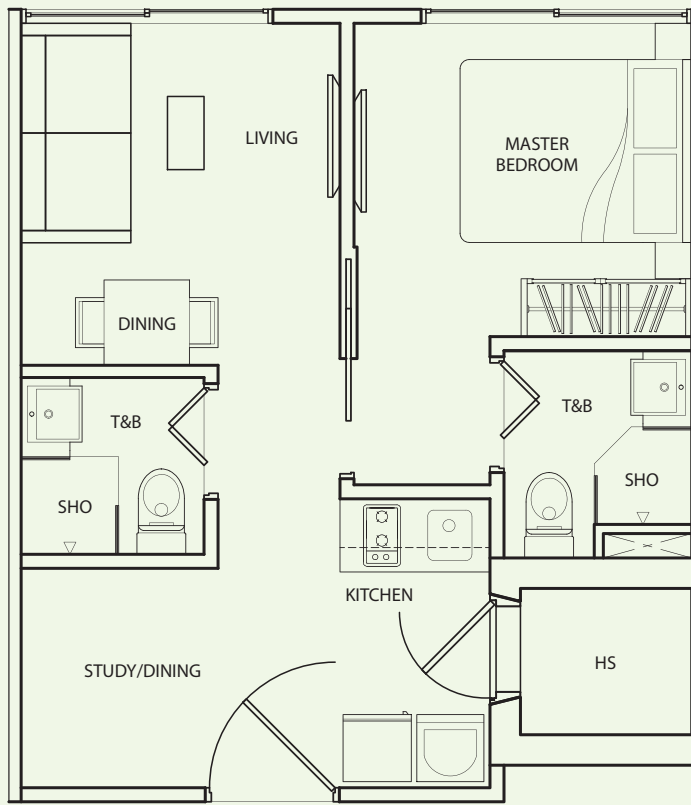 LIVING
MASTER
BEDROOM
DINING
T&B
T&B
SHO
SHO
KITCHEN
STUDY/DINING
HS